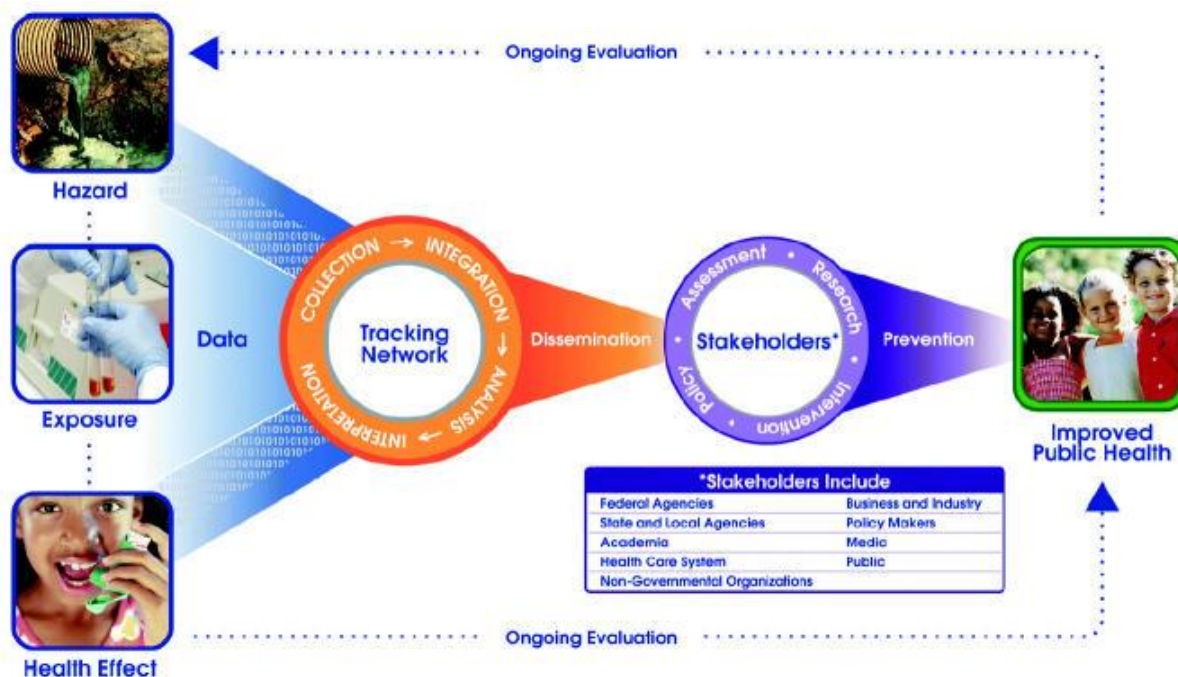 Ongoing Evaluation
Hazard
Exposure
Health Effect
Data
COLLECTION → INTEGRATION → ANALYSIS → INTERPRETATION
Tracking
Network
Dissemination
Assessment • Research • Intervention • Policy •
Stakeholders*
Prevention
Improved
Public Health
*Stakeholders Include
Federal Agencies Business and Industry
State and Local Agencies Policy Makers
Academia Medic
Health Care System Public
Non-Governmental Organizations
Ongoing Evaluation